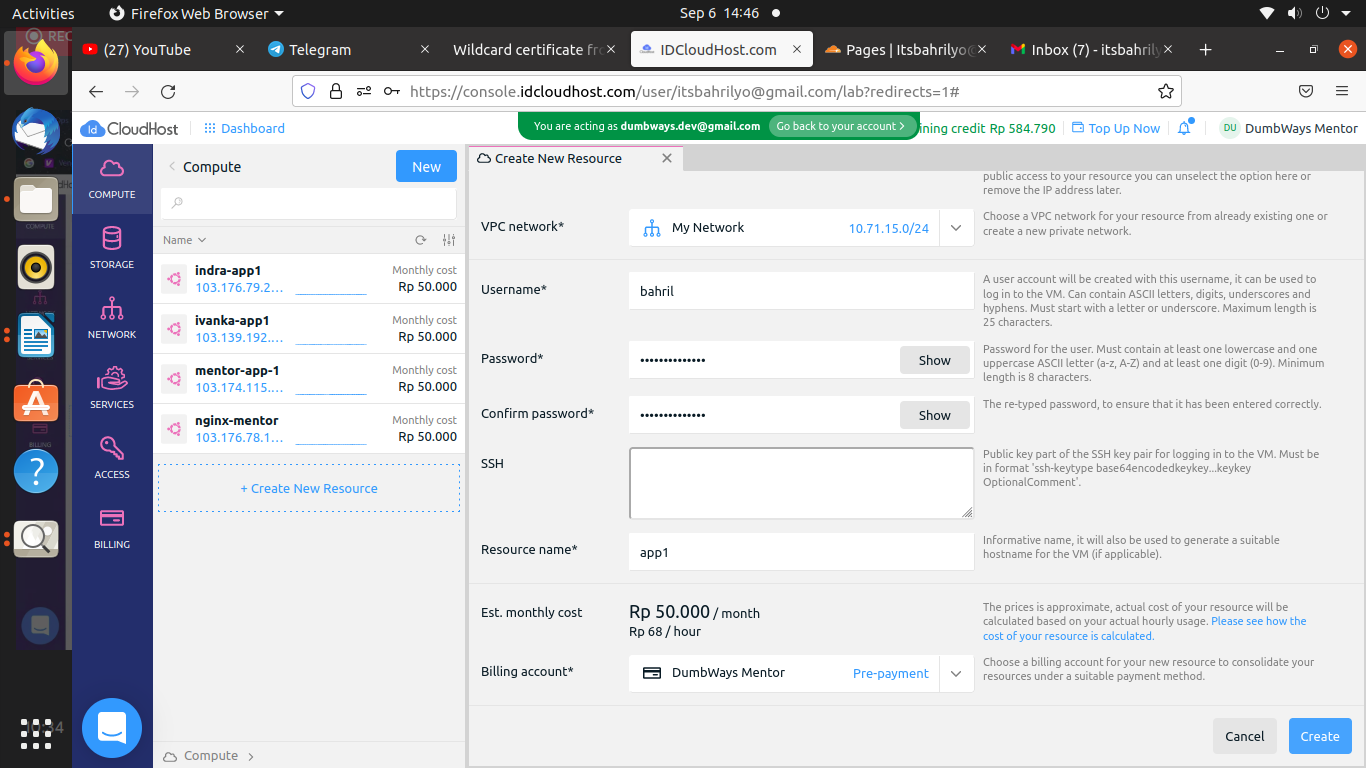 Activities
Firefox Web Browser
Sep 6 14:46
REC
(27) YouTube
Telegram
Wildcard certificate fro
IDCloudHost.com
Pages | Itsbahrilyo@
Inbox (7) - itsbahrily
https://console.idcloudhost.com/user/itsbahrilyo@gmail.com/lab?redirects=1#
Id CloudHost
Dashboard
You are acting as dumbways.dev@gmail.com
Go back to your account
ining credit Rp 584.790
Top Up Now
DU
DumbWays Mentor
COMPUTE
STORAGE
NETWORK
SERVICES
ACCESS
BILLING
10:34
Compute
New
Name
indra-app1
Monthly cost
103.176.79.2...
Rp 50.000
ivanka-app1
Monthly cost
103.139.192....
Rp 50.000
mentor-app-1
Monthly cost
103.174.115....
Rp 50.000
nginx-mentor
Monthly cost
103.176.78.1...
Rp 50.000
+ Create New Resource
Compute
Create New Resource
public access to your resource you can unselect the option here or
remove the IP address later.
VPC network*
My Network
10.71.15.0/24
Choose a VPC network for your resource from already existing one or
create a new private network.
Username*
bahril
A user account will be created with this username, it can be used to
log in to the VM. Can contain ASCII letters, digits, underscores and
hyphens. Must start with a letter or underscore. Maximum length is
25 characters.
Password*
••••••••••••••
Show
Password for the user. Must contain at least one lowercase and one
uppercase ASCII letter (a-z, A-Z) and at least one digit (0-9). Minimum
length is 8 characters.
Confirm password*
••••••••••••••
Show
The re-typed password, to ensure that it has been entered correctly.
SSH
Public key part of the SSH key pair for logging in to the VM. Must be
in format 'ssh-keytype base64encodedkeykey...keykey
OptionalComment'.
Resource name*
app1
Informative name, it will also be used to generate a suitable
hostname for the VM (if applicable).
Est. monthly cost
Rp 50.000 / month
Rp 68 / hour
The prices is approximate, actual cost of your resource will be
calculated based on your actual hourly usage. Please see how the
cost of your resource is calculated.
Billing account*
DumbWays Mentor
Pre-payment
Choose a billing account for your new resource to consolidate your
resources under a suitable payment method.
Cancel
Create